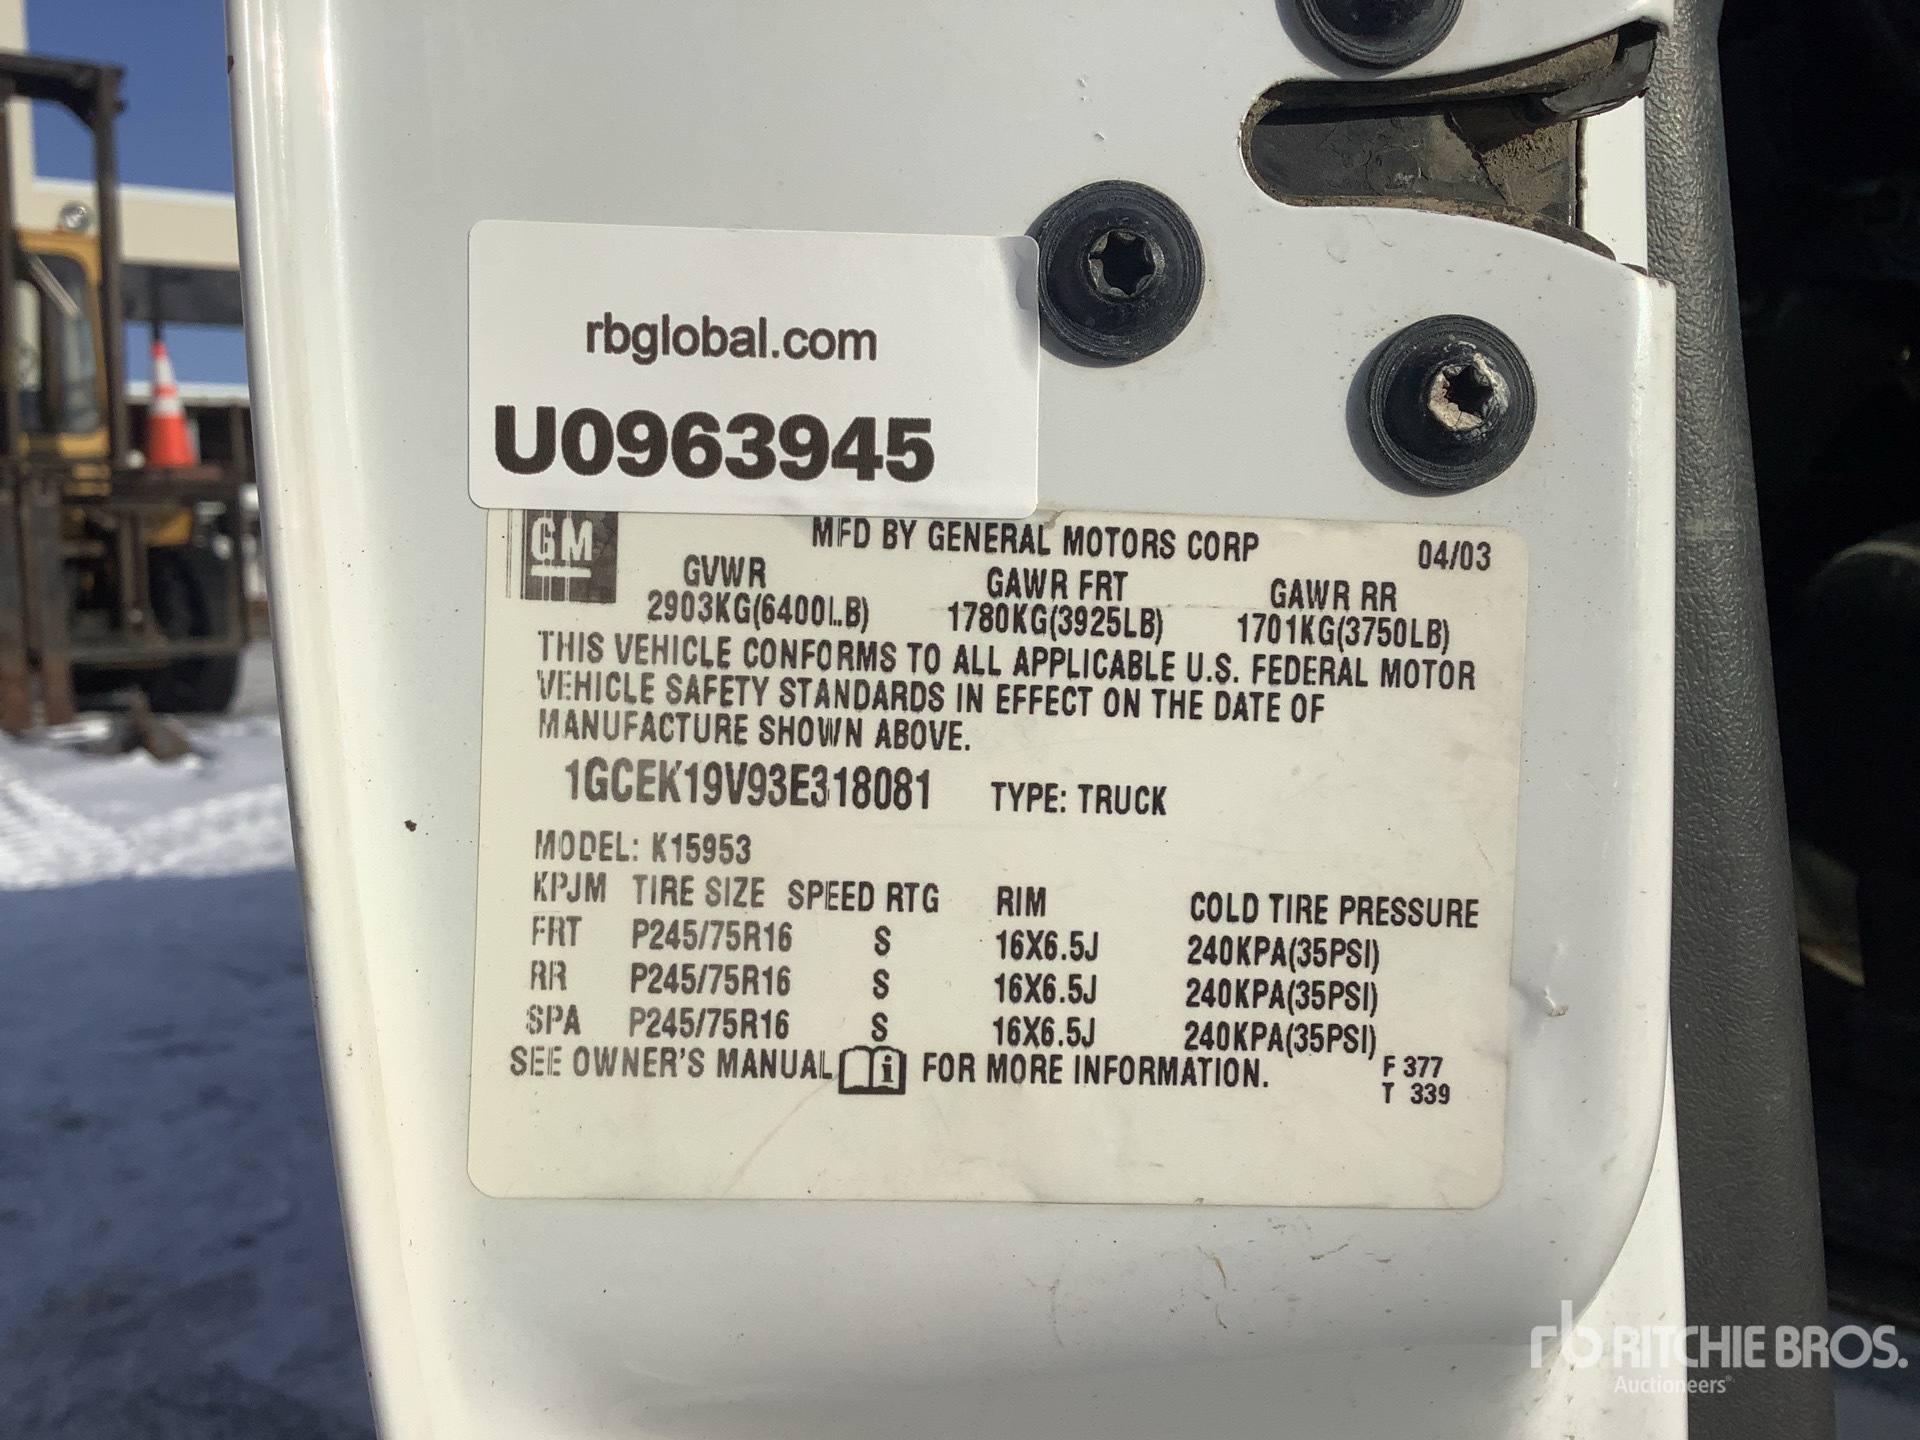 rbglobal.com
U0963945
GM
MFD BY GENERAL MOTORS CORP 04/03
GVWR GAWR FRT GAWR RR
2903KG(6400LB) 1780KG(3925LB) 1701KG(3750LB)
THIS VEHICLE CONFORMS TO ALL APPLICABLE U.S. FEDERAL MOTOR
VEHICLE SAFETY STANDARDS IN EFFECT ON THE DATE OF
MANUFACTURE SHOWN ABOVE.
1GCEK19V93E318081 TYPE: TRUCK
MODEL: K15953
KPJM TIRE SIZE SPEED RTG RIM COLD TIRE PRESSURE
FRT P245/75R16 S 16X6.5J 240KPA(35PSI)
RR P245/75R16 S 16X6.5J 240KPA(35PSI)
SPA P245/75R16 S 16X6.5J 240KPA(35PSI)
SEE OWNER'S MANUAL i FOR MORE INFORMATION.
F 377
T 339
rb RITCHIE BROS.
Auctioneers®